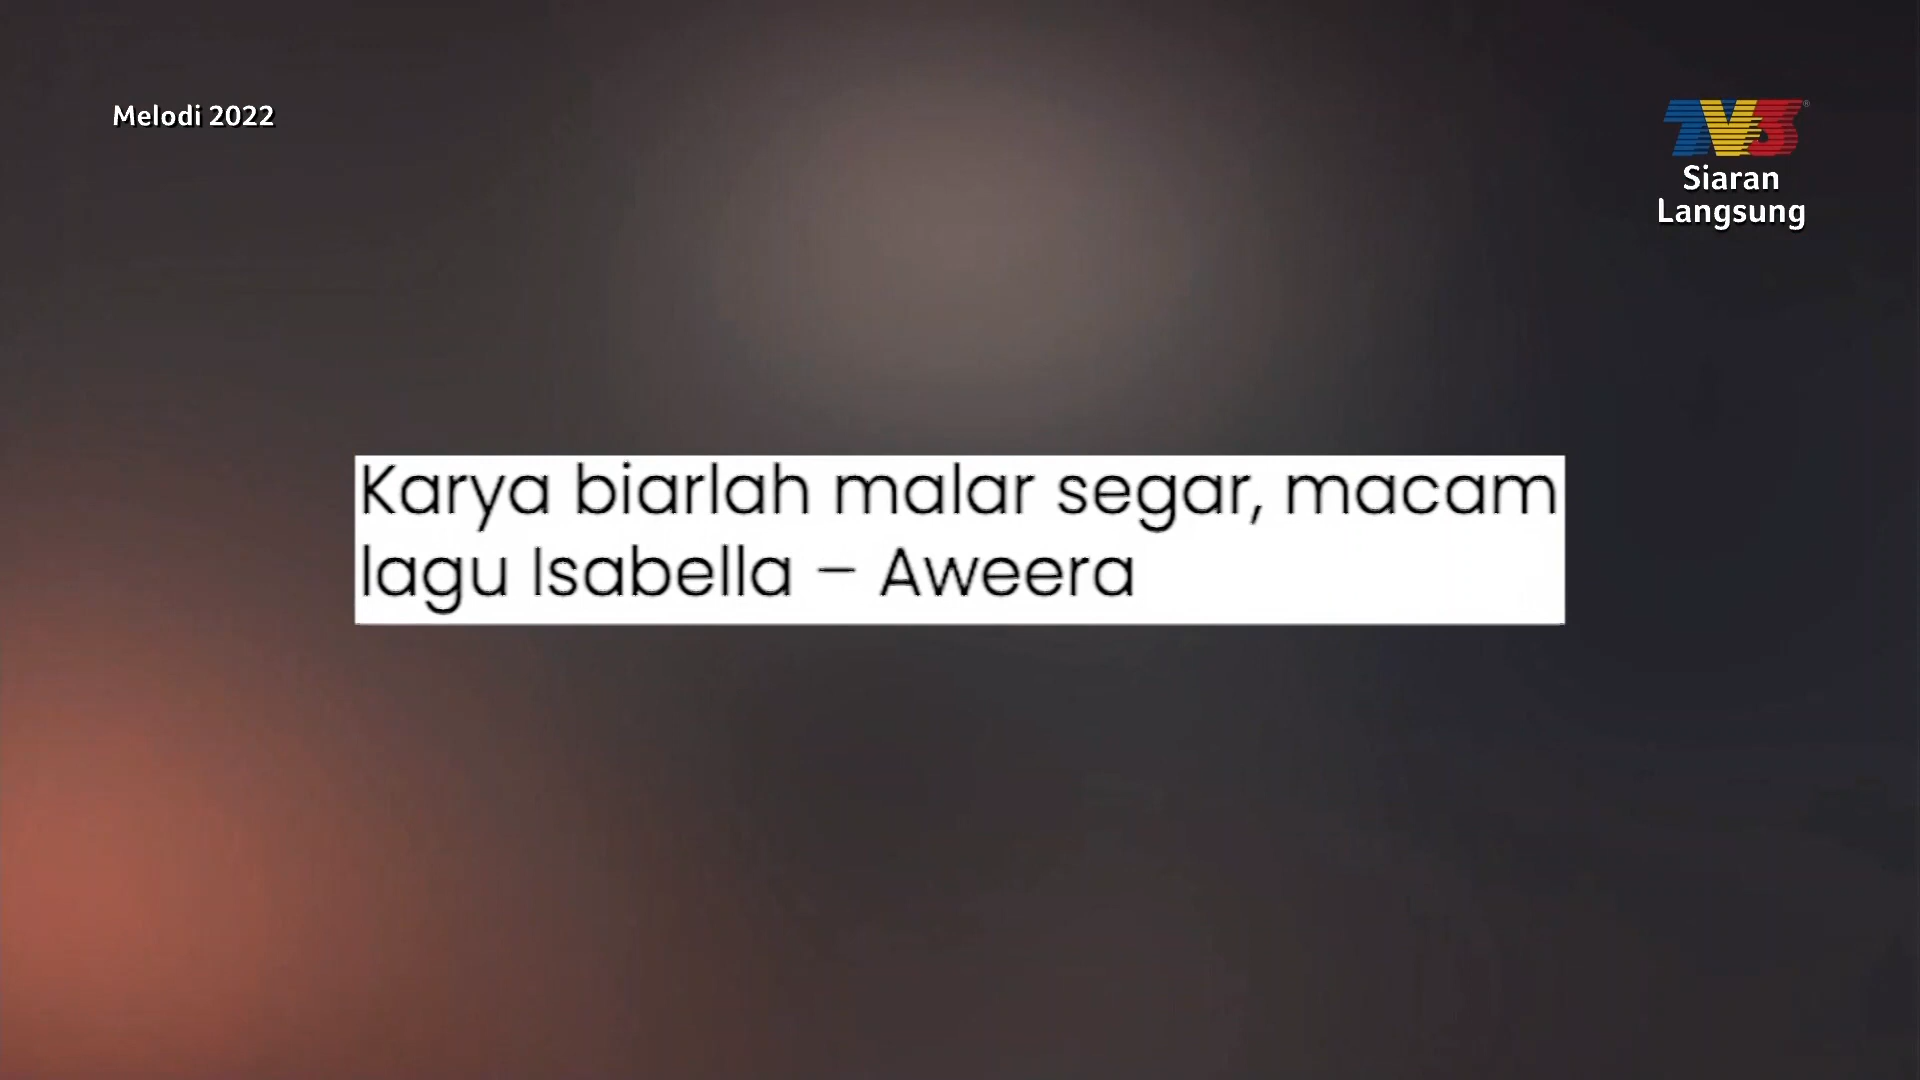 Melodi 2022
TV3
Siaran
Langsung
Karya biarlah malar segar, macam
lagu Isabella – Aweera